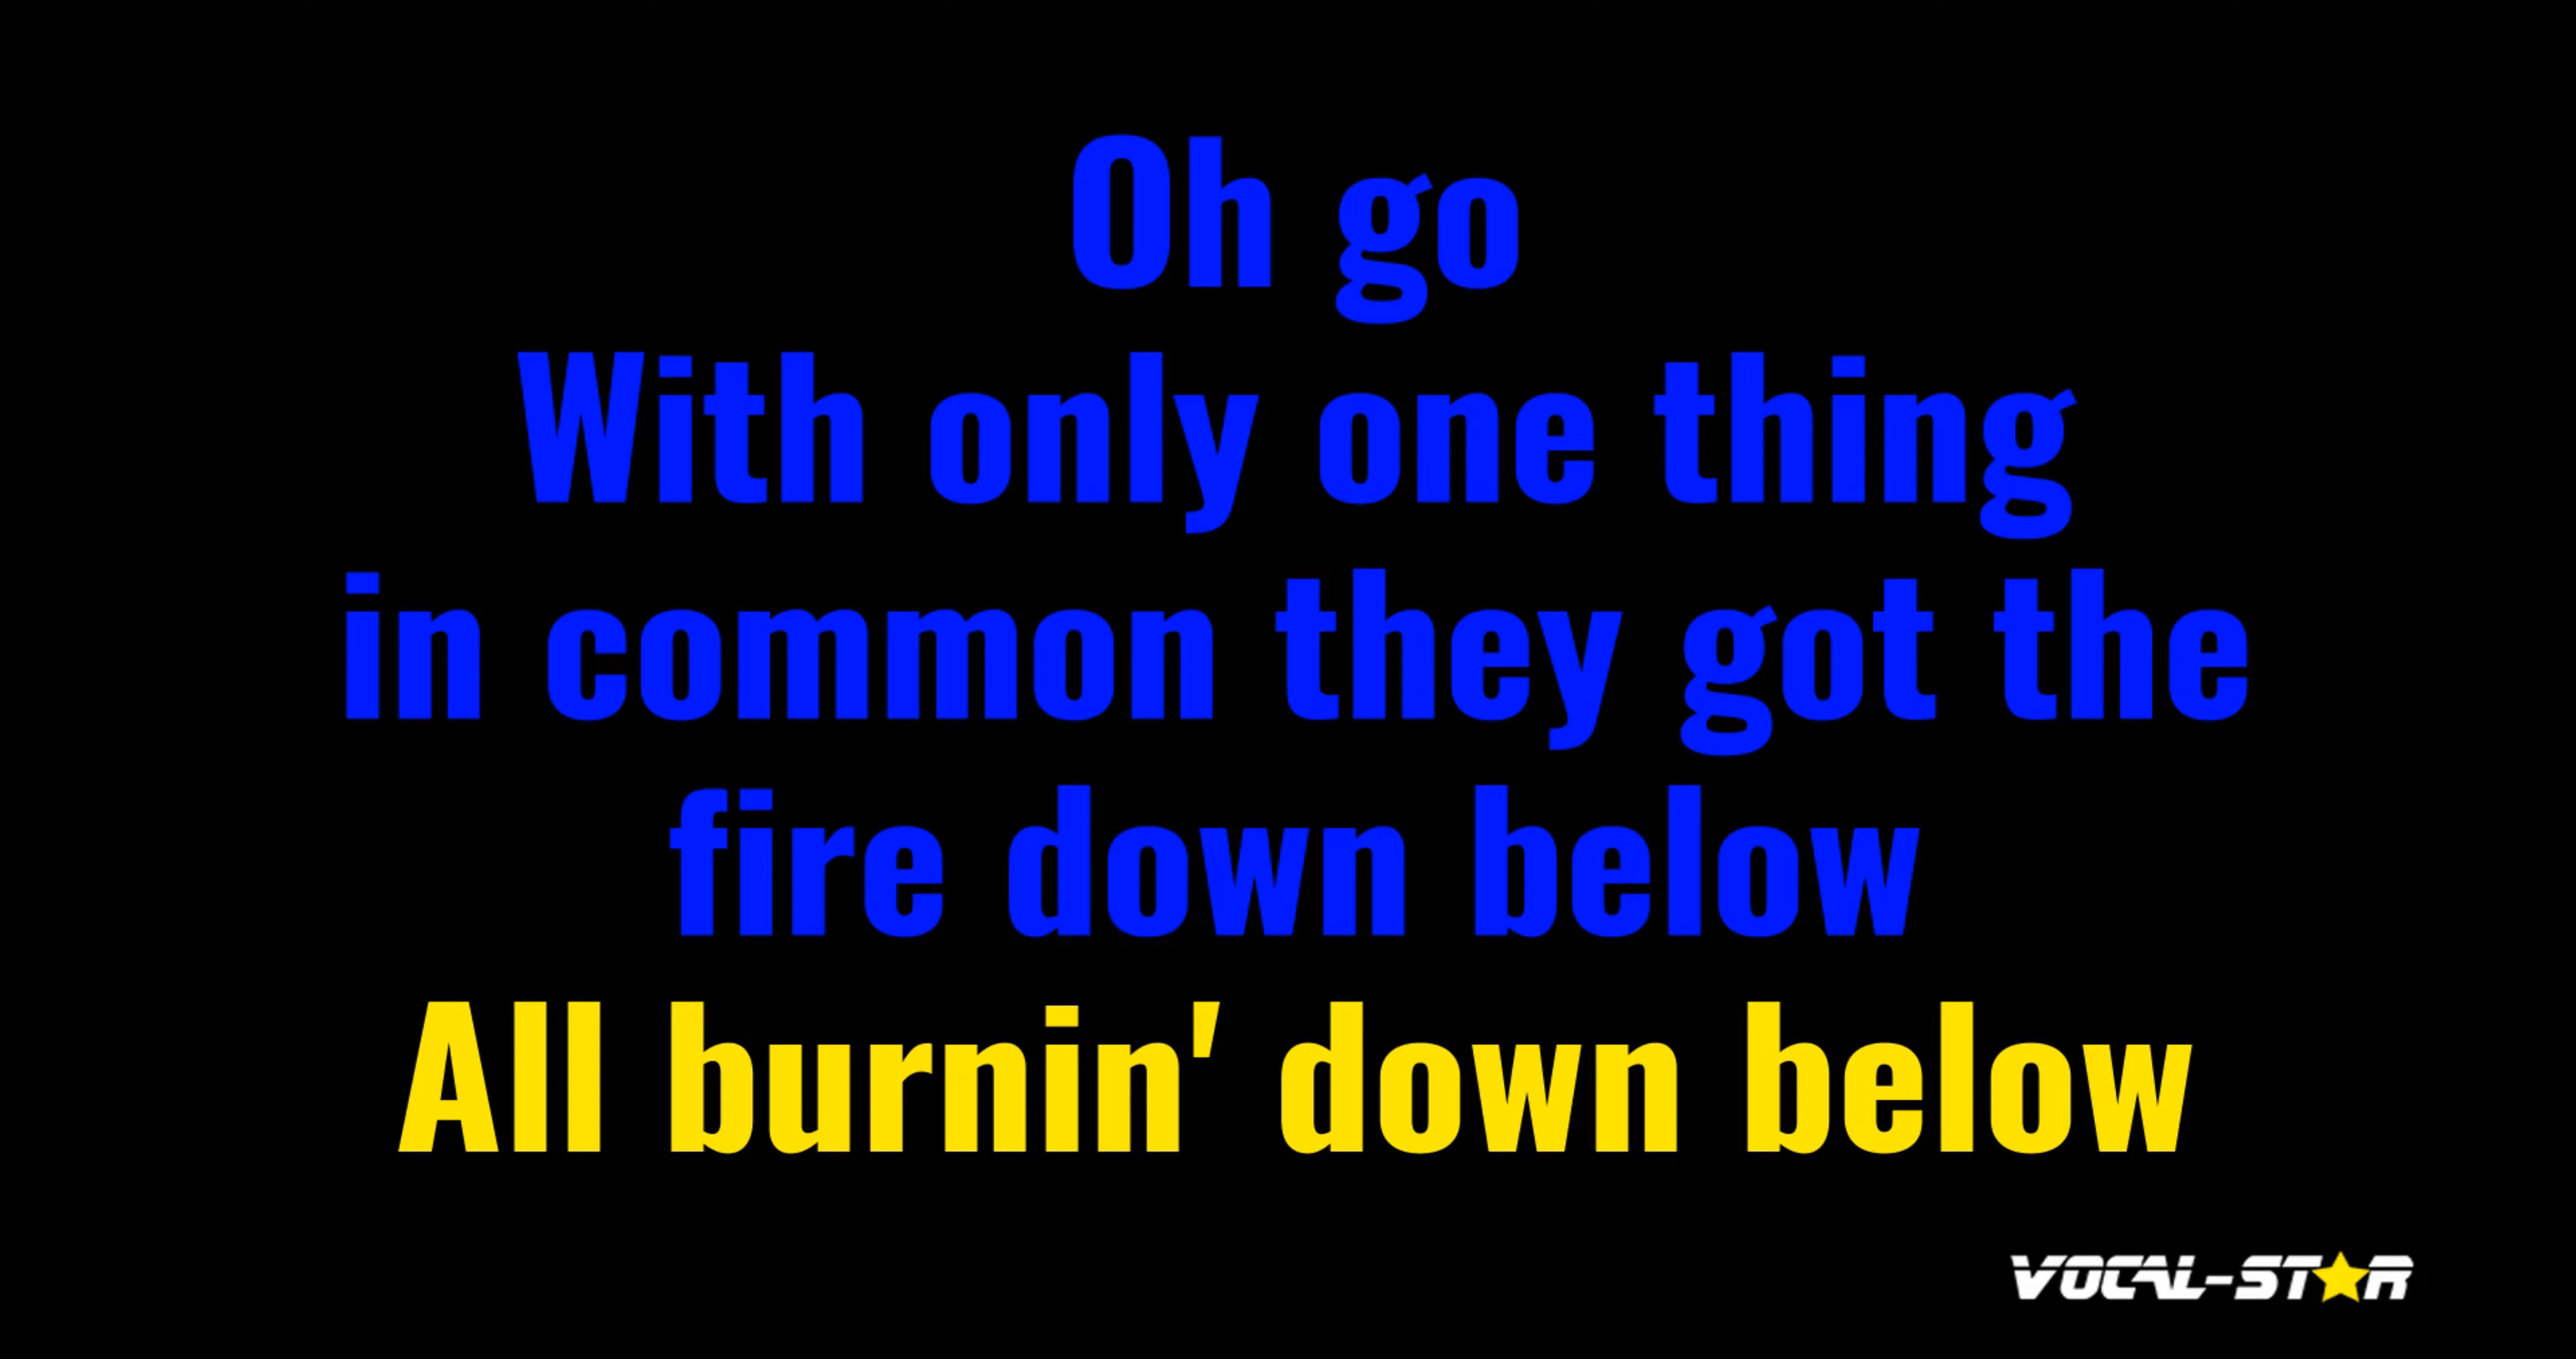 Oh go
With only one thing
in common they got the
fire down below
All burnin' down below
VOCAL-STAR